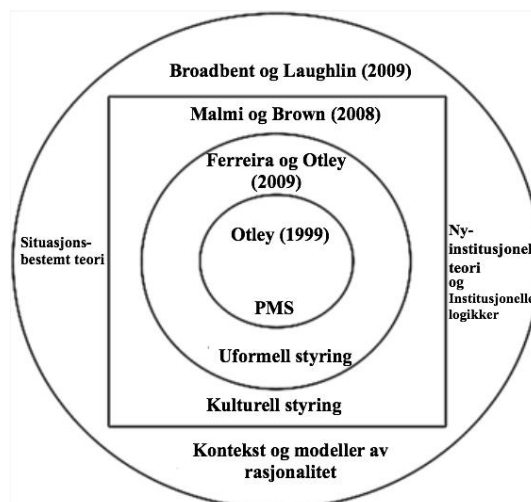 Broadbent og Laughlin (2009)
Malmi og Brown (2008)
Ferreira og Otley
(2009)
Otley (1999)
Situasjons-
bestemt teori
Ny-
institusjonel
teori
og
Institusjonelle
logikker
PMS
Uformell styring
Kulturell styring
Kontekst og modeller av
rasjonalitet